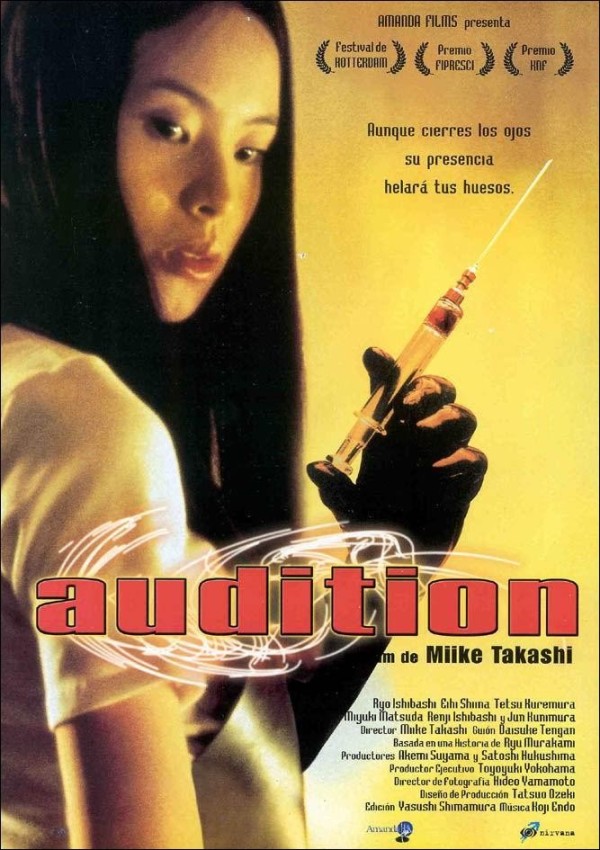 AMANDA FILMS presenta
Festival de
ROTTERDAM
Premio
FIPRESCI
Premio
KNF
Aunque cierres los ojos
su presencia
helará tus huesos.
audition
de Miike Takashi
Ryo Ishibashi Eihi Shiina Tetsu Kuremura
Miyuki Matsuda Renji Ishibashi y Jun Kunimura
Director Miike Takashi Guión Daisuke Tengan
Basada en una Historia de Ryu Murakami
Productores Akemi Suyama y Satoshi Kukushima
Productor Ejecutivo Toyoyuki Yokohama
Director de Fotografía Hideo Yamamoto
Diseño de Producción Tatsuo Ozeki
Edición Yasushi Shimamura Música Koji Endo
Amanda
nirvana